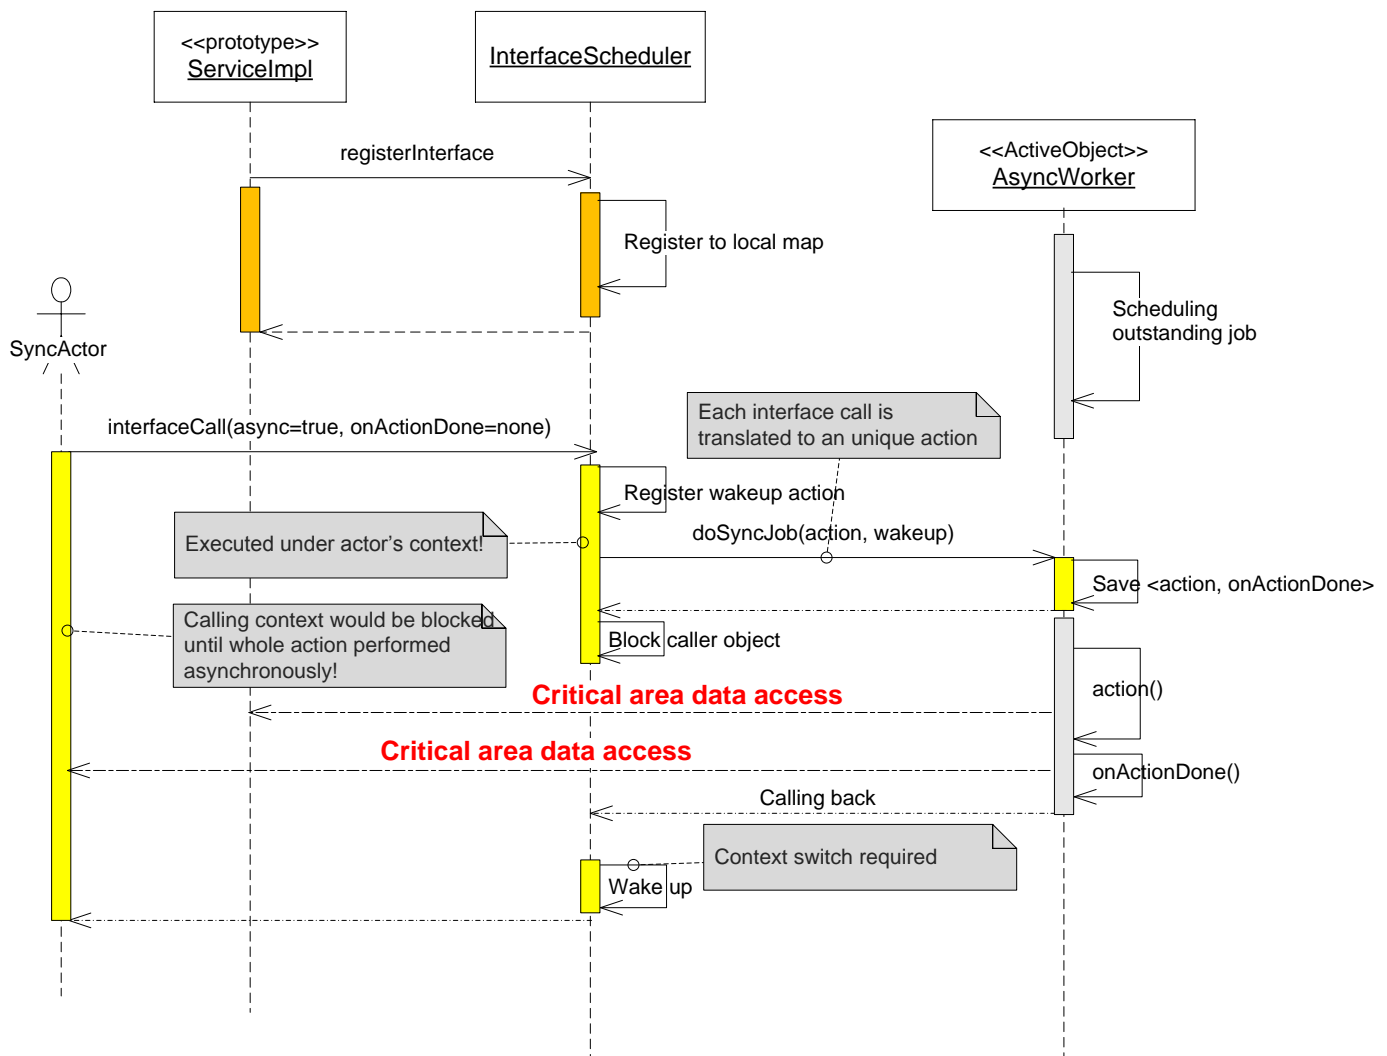 <<prototype>>
ServiceImpl
InterfaceScheduler
<<ActiveObject>>
AsyncWorker
registerInterface
Register to local map
Scheduling
outstanding job
SyncActor
interfaceCall(async=true, onActionDone=none)
Each interface call is
translated to an unique action
Register wakeup action
Executed under actor's context!
doSyncJob(action, wakeup)
Save <action, onActionDone>
Calling context would be blocked
until whole action performed
asynchronously!
Block caller object
Critical area data access
action()
Critical area data access
onActionDone()
Calling back
Context switch required
Wake up